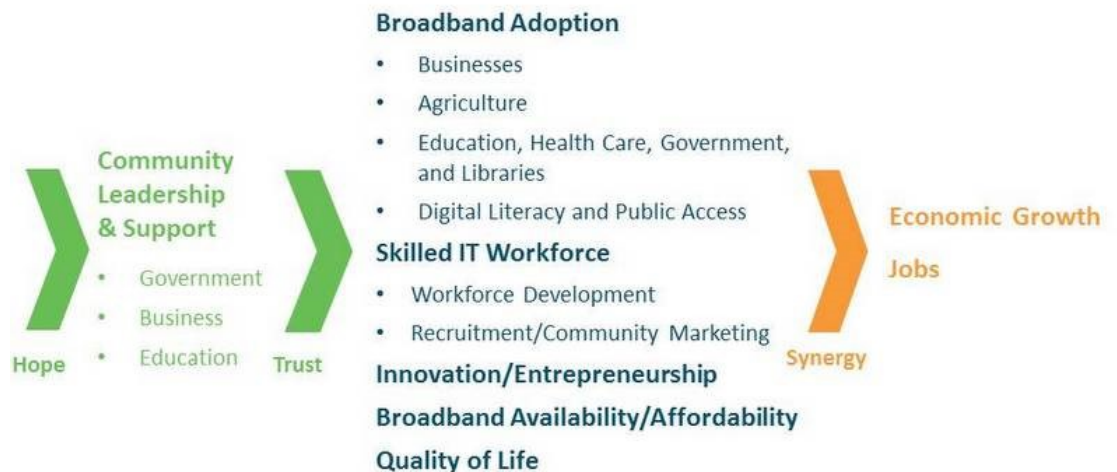 Hope
Community
Leadership
& Support
• Government
• Business
• Education
Trust
Broadband Adoption
• Businesses
• Agriculture
• Education, Health Care, Government,
and Libraries
• Digital Literacy and Public Access
Skilled IT Workforce
• Workforce Development
• Recruitment/Community Marketing
Innovation/Entrepreneurship
Broadband Availability/Affordability
Quality of Life
Synergy
Economic Growth
Jobs